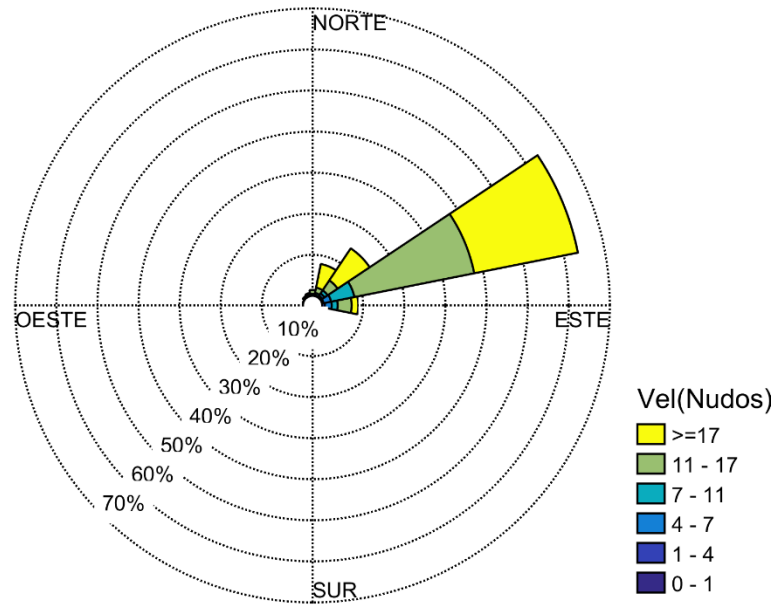 NORTE
OESTE
ESTE
10%
20%
30%
40%
50%
60%
70%
SUR
Vel(Nudos)
>=17
11 - 17
7 - 11
4 - 7
1 - 4
0 - 1